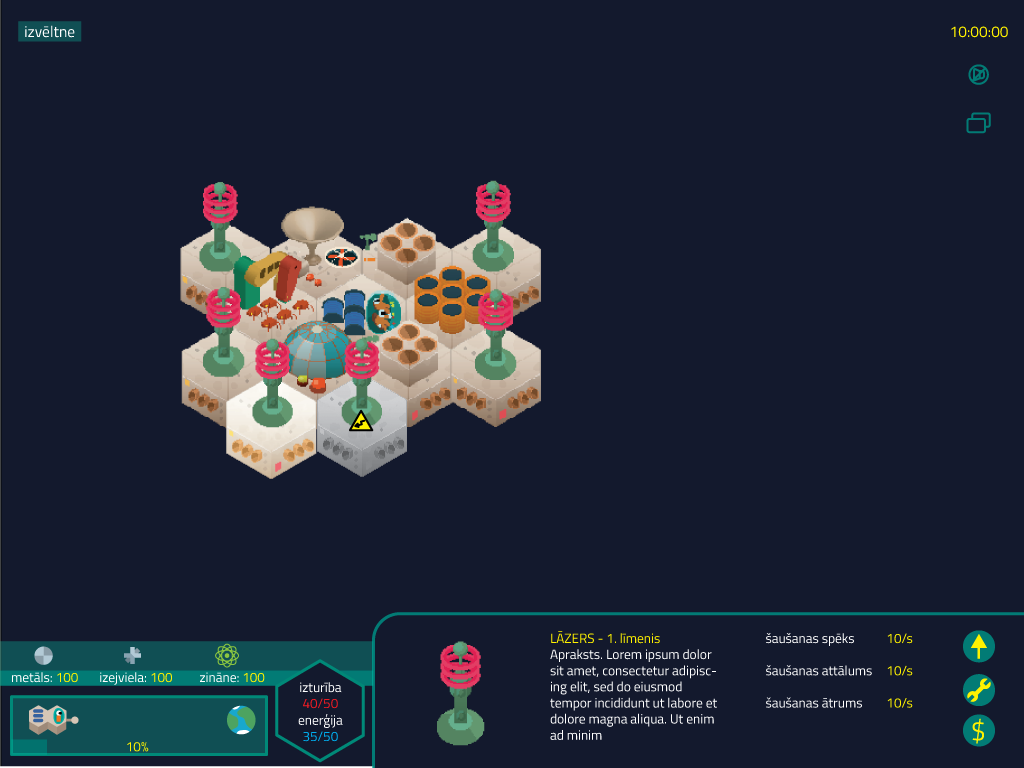 izvēltne
10:00:00
metāls: 100
izejviela: 100
zināne: 100
10%
izturība
40/50
enerģija
35/50
LĀZERS - 1. līmenis
Apraksts. Lorem ipsum dolor
sit amet, consectetur adipisc-
ing elit, sed do eiusmod
tempor incididunt ut labore et
dolore magna aliqua. Ut enim
ad minim
šaušanas spēks 10/s
šaušanas attālums 10/s
šaušanas ātrums 10/s
$